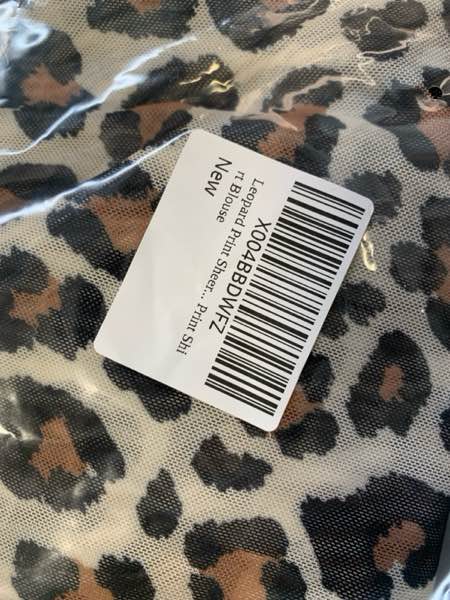 X004BBDWFZ
Leopard Print Sheer... Print Shi
rt Blouse
New